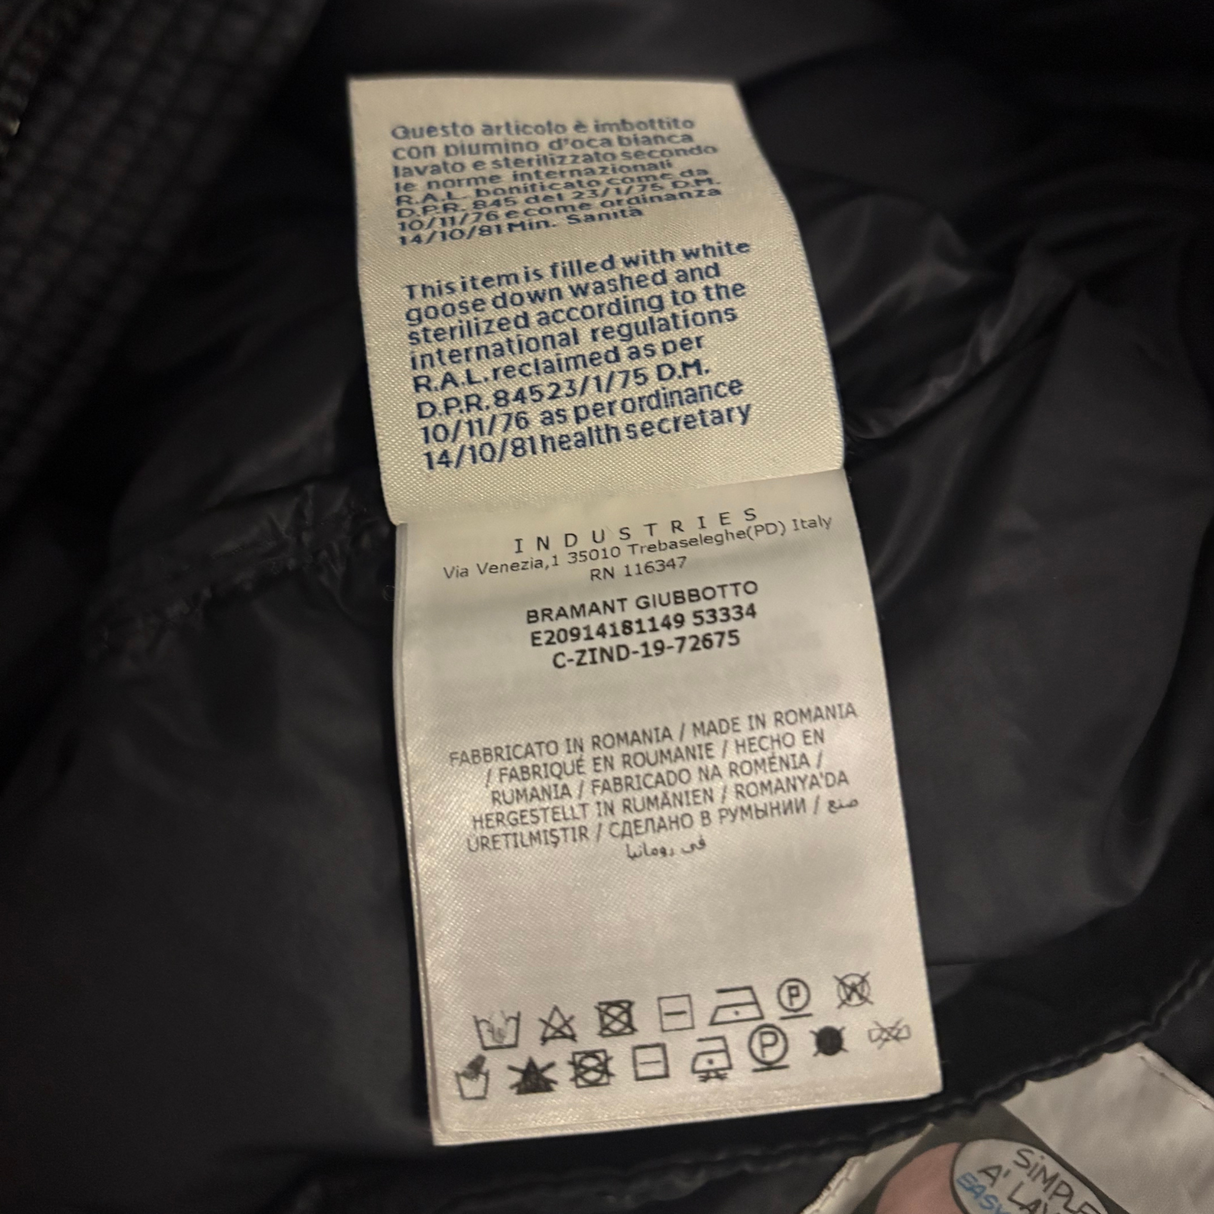 Questo articolo è imbottito
con piumino d'oca bianca
lavato e sterilizzato secondo
le norme internazionali
R.A.L. bonificato come da
D.P.R. 845 del 23/1/75 D.M.
10/11/76 e come ordinanza
14/10/81 Min. Sanità
This item is filled with white
goose down washed and
sterilized according to the
international regulations
R.A.L. reclaimed as per
D.P.R. 845 23/1/75 D.M.
10/11/76 as per ordinance
14/10/81 health secretary
INDUSTRIES
Via Venezia,1 35010 Trebaseleghe(PD) Italy
RN 116347
BRAMANT GIUBBOTTO
E20914181149 53334
C-ZIND-19-72675
FABBRICATO IN ROMANIA / MADE IN ROMANIA
/ FABRIQUÉ EN ROUMANIE / HECHO EN
RUMANIA / FABRICADO NA ROMÉNIA /
HERGESTELLT IN RUMÄNIEN / ROMANYA'DA
ÜRETILMIŞTIR / СДЕЛАНО В РУМЫНИИ / صنع
في رومانيا
P W
P
SiMPLE
A' LA
EASY